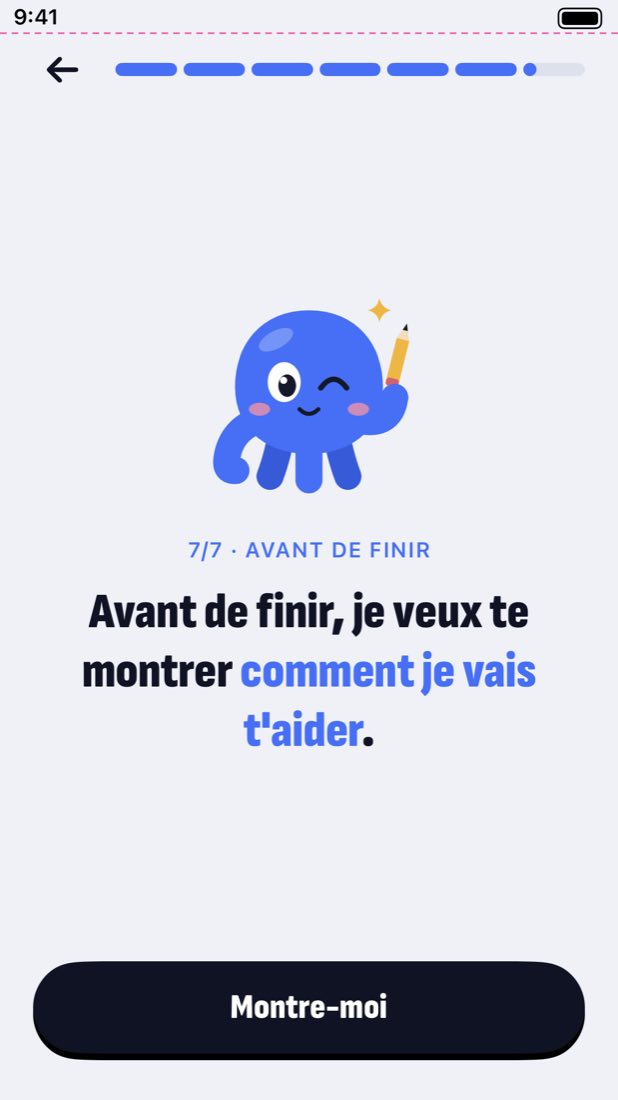 9:41
7/7 · AVANT DE FINIR
Avant de finir, je veux te
montrer comment je vais
t'aider.
Montre-moi